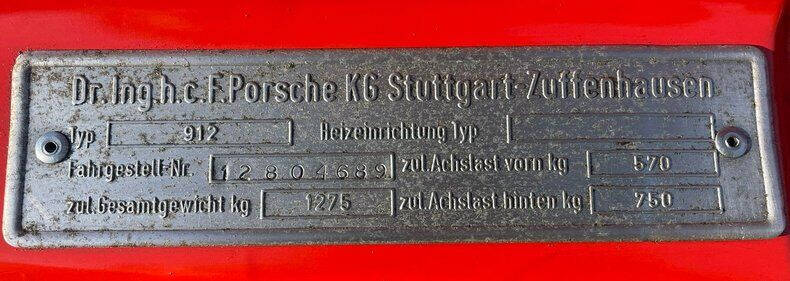 Dr.Ing.h.c.F.Porsche KG Stuttgart-Zuffenhausen
Typ 912 Heizeinrichtung Typ
Fahrgestell-Nr. 12804689 zul.Achslast vorn kg 570
zul.Gesamtgewicht kg 1275 zul.Achslast hinten kg 750